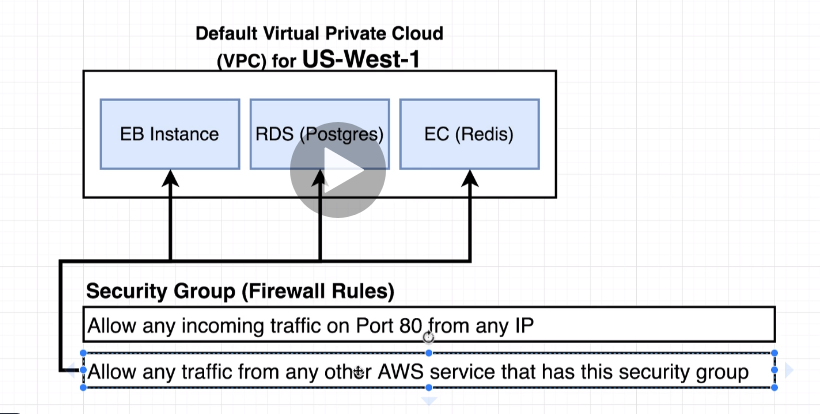 Default Virtual Private Cloud
(VPC) for US-West-1
EB Instance
RDS (Postgres)
EC (Redis)
Security Group (Firewall Rules)
Allow any incoming traffic on Port 80 from any IP
Allow any traffic from any other AWS service that has this security group